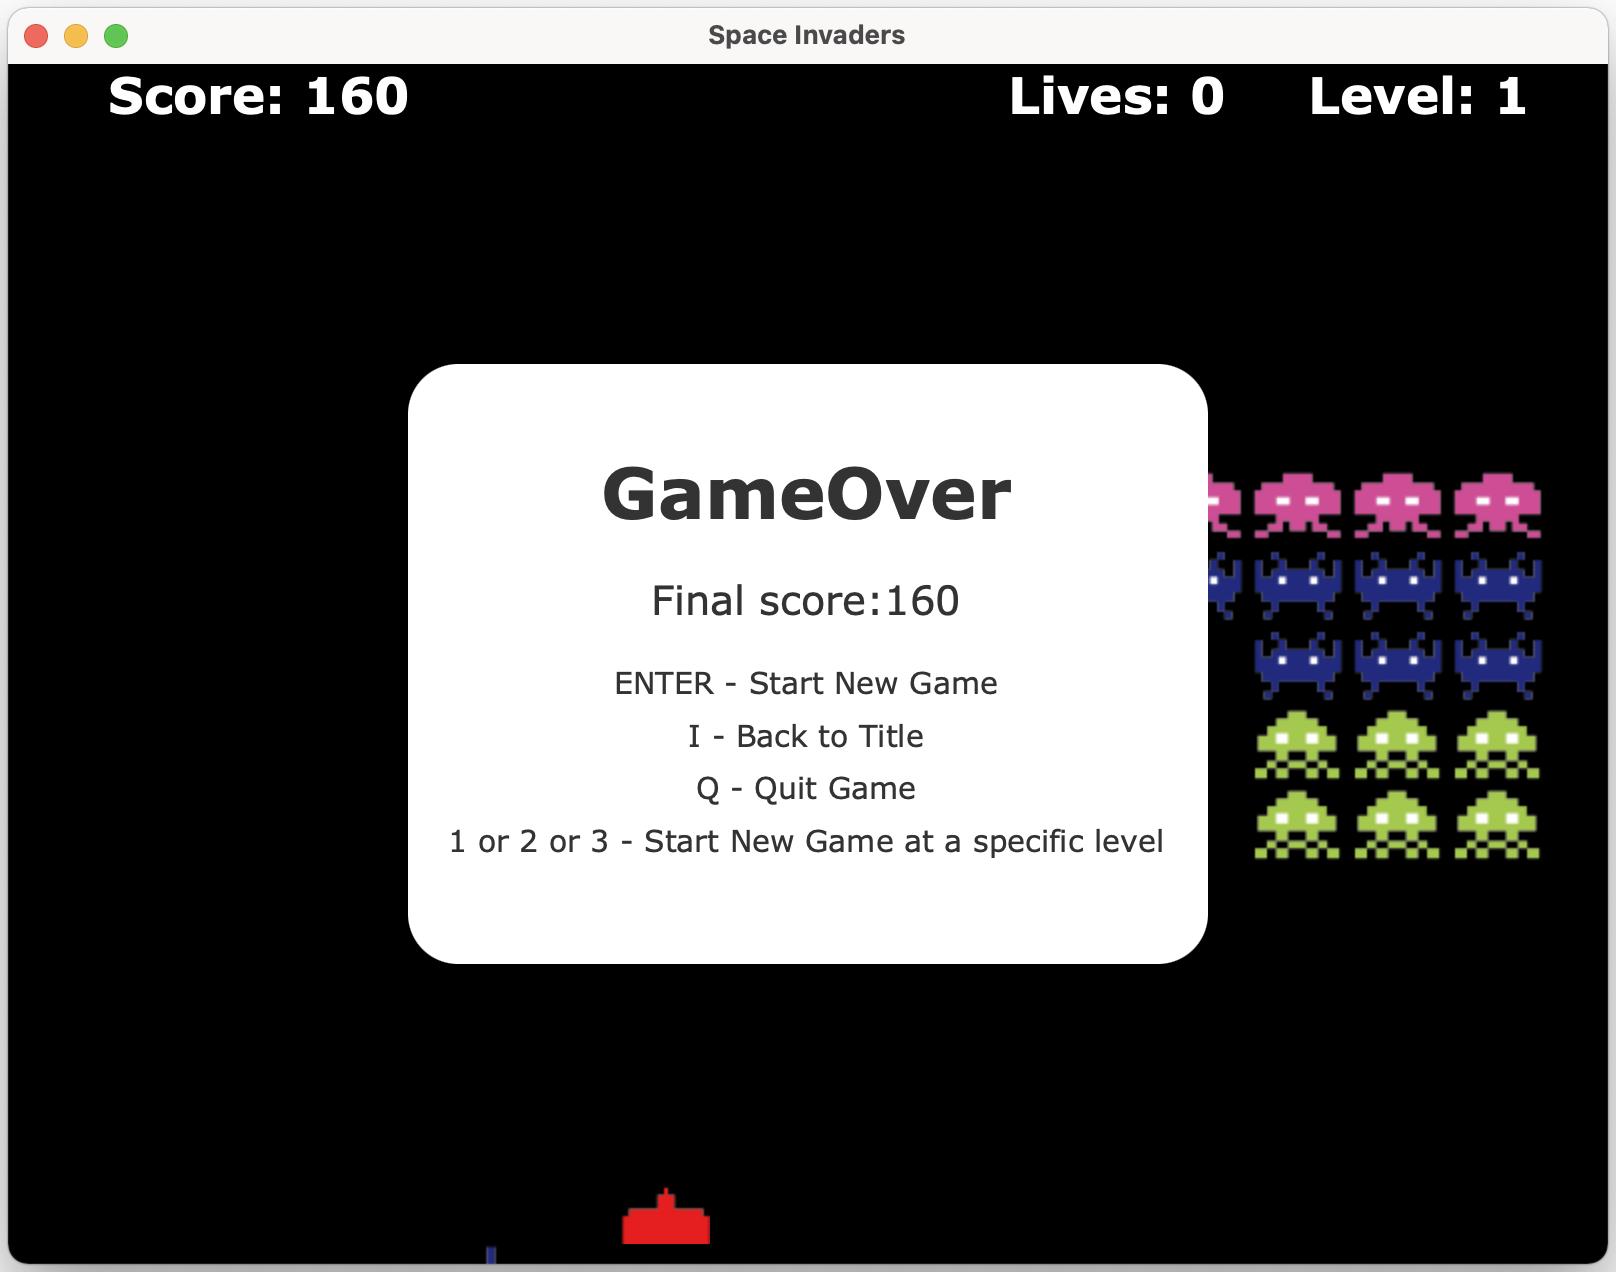 Space Invaders
Score: 160 Lives: 0 Level: 1
GameOver
Final score:160
ENTER - Start New Game
I - Back to Title
Q - Quit Game
1 or 2 or 3 - Start New Game at a specific level